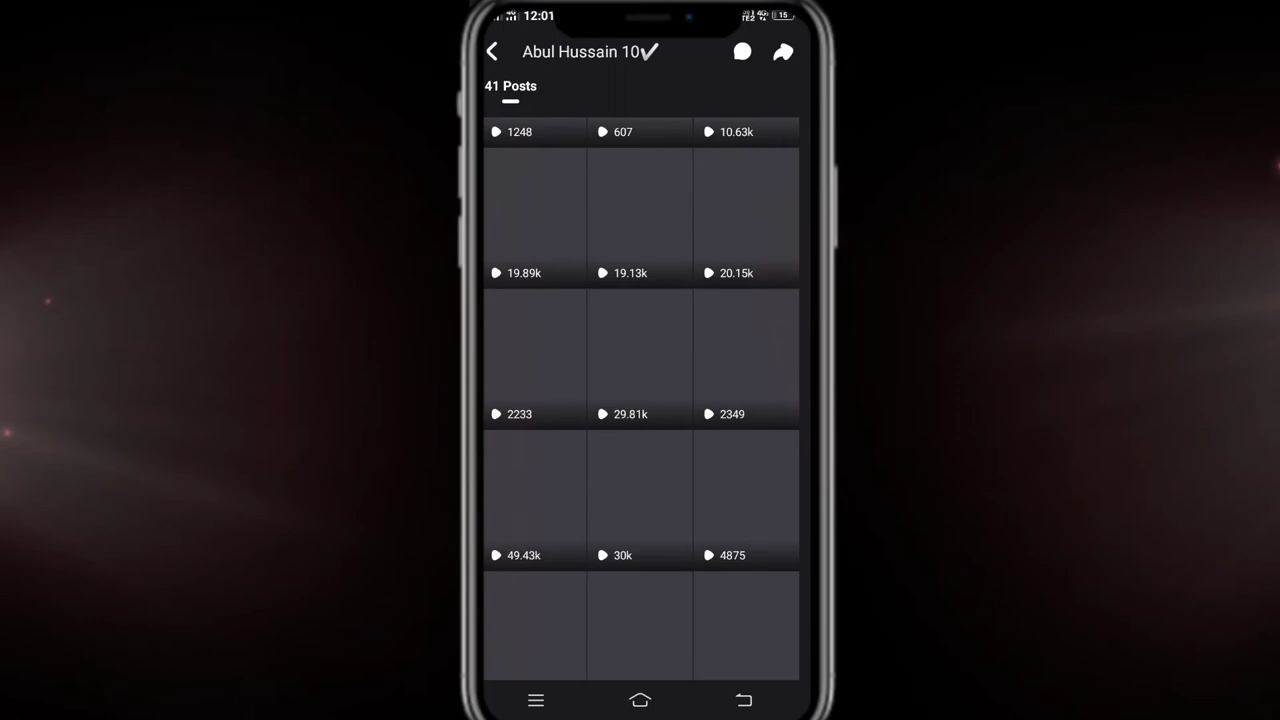 12:01
15
Abul Hussain 10✔
41 Posts
1248 607 10.63k
19.89k 19.13k 20.15k
2233 29.81k 2349
49.43k 30k 4875